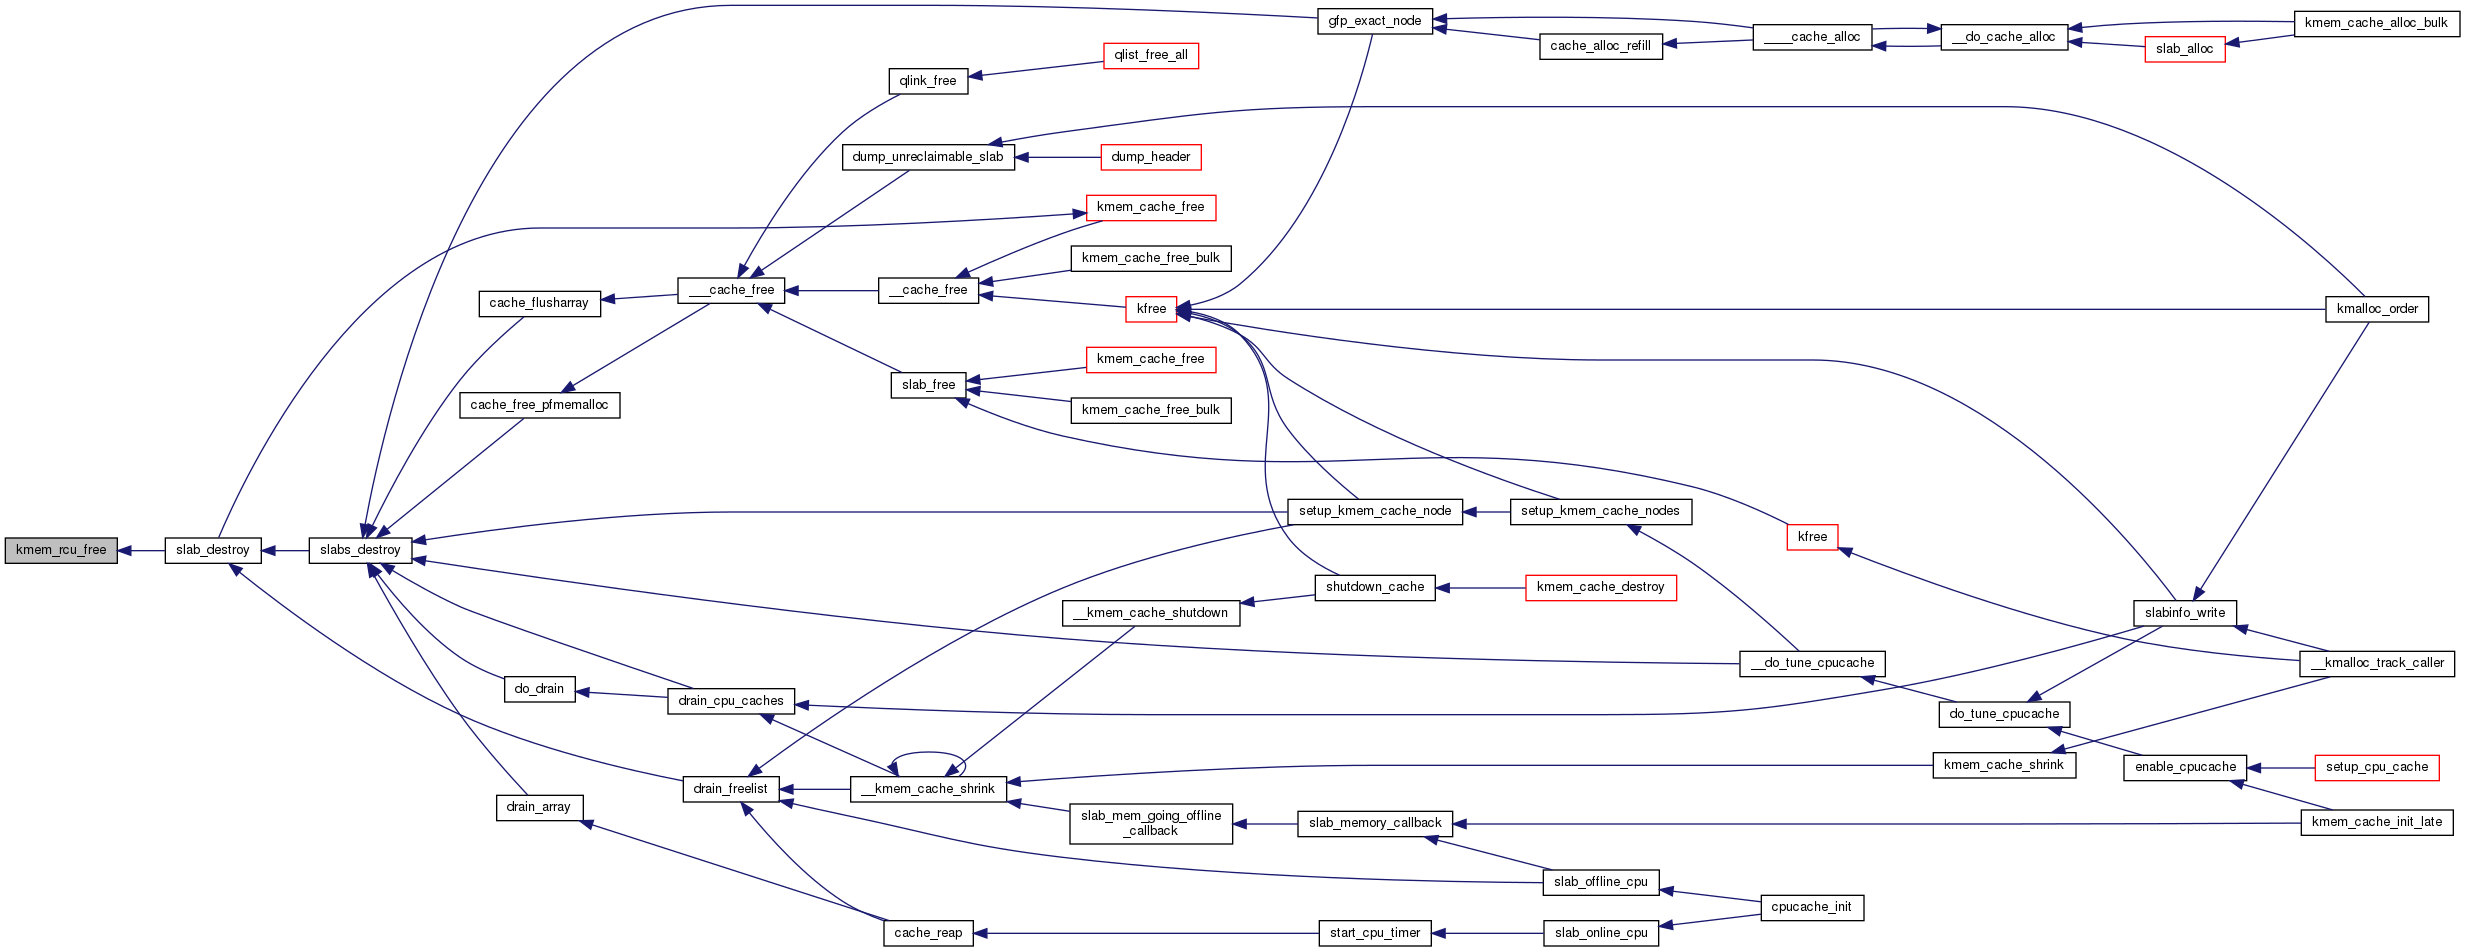 kmem_rcu_free
slab_destroy
slabs_destroy
cache_flusharray
cache_free_pfmemalloc
do_drain
drain_array
___cache_free
drain_cpu_caches
drain_freelist
qlink_free
dump_unreclaimable_slab
__cache_free
slab_free
__kmem_cache_shrink
cache_reap
qlist_free_all
dump_header
kmem_cache_free
kmem_cache_free_bulk
kfree
kmem_cache_free
kmem_cache_free_bulk
__kmem_cache_shutdown
slab_mem_going_offline
_callback
gfp_exact_node
setup_kmem_cache_node
shutdown_cache
slab_memory_callback
start_cpu_timer
cache_alloc_refill
setup_kmem_cache_nodes
kmem_cache_destroy
slab_offline_cpu
slab_online_cpu
____cache_alloc
kfree
__do_tune_cpucache
cpucache_init
__do_cache_alloc
do_tune_cpucache
kmem_cache_shrink
slab_alloc
slabinfo_write
enable_cpucache
kmem_cache_alloc_bulk
kmalloc_order
__kmalloc_track_caller
setup_cpu_cache
kmem_cache_init_late